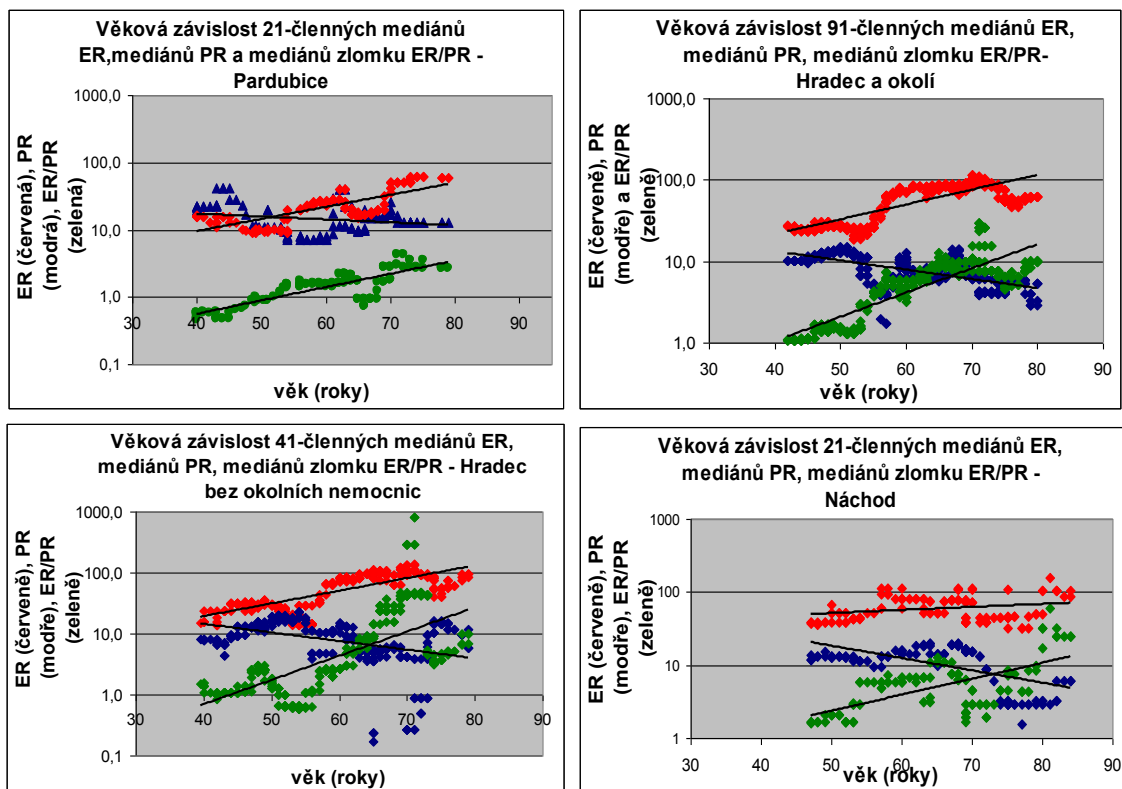 Věková závislost 21-členných mediánů
ER,mediánů PR a mediánů zlomku ER/PR -
Pardubice
ER (červená), PR
(modrá), ER/PR
(zelená)
1000,0
100,0
10,0
1,0
0,1
30 40 50 60 70 80 90
věk (roky)
Věková závislost 91-členných mediánů ER,
mediánů PR, mediánů zlomku ER/PR-
Hradec a okolí
ER (červeně), PR
(modře) a ER/PR
(zeleně)
1000,0
100,0
10,0
1,0
30 40 50 60 70 80 90
věk (roky)
Věková závislost 41-členných mediánů ER,
mediánů PR, mediánů zlomku ER/PR - Hradec
bez okolních nemocnic
ER (červeně), PR
(modře), ER/PR
(zeleně)
1000,0
100,0
10,0
1,0
0,1
30 40 50 60 70 80 90
věk (roky)
Věková závislost 21-členných mediánů ER,
mediánů PR, mediánů zlomku ER/PR -
Náchod
ER (červeně), PR
(modře), ER/PR
(zeleně)
1000
100
10
1
30 40 50 60 70 80 90
věk (roky)